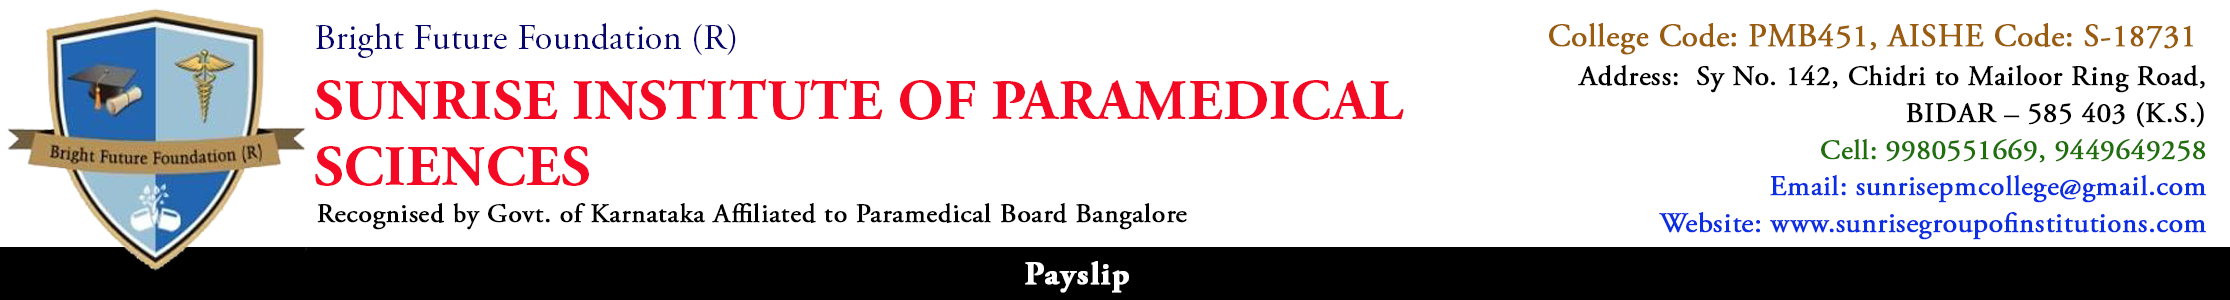 Bright Future Foundation (R)
Bright Future Foundation (R)
SUNRISE INSTITUTE OF PARAMEDICAL
SCIENCES
Recognised by Govt. of Karnataka Affiliated to Paramedical Board Bangalore
College Code: PMB451, AISHE Code: S-18731
Address: Sy No. 142, Chidri to Mailoor Ring Road,
BIDAR – 585 403 (K.S.)
Cell: 9980551669, 9449649258
Email: sunrisepmcollege@gmail.com
Website: www.sunrisegroupofinstitutions.com
Payslip